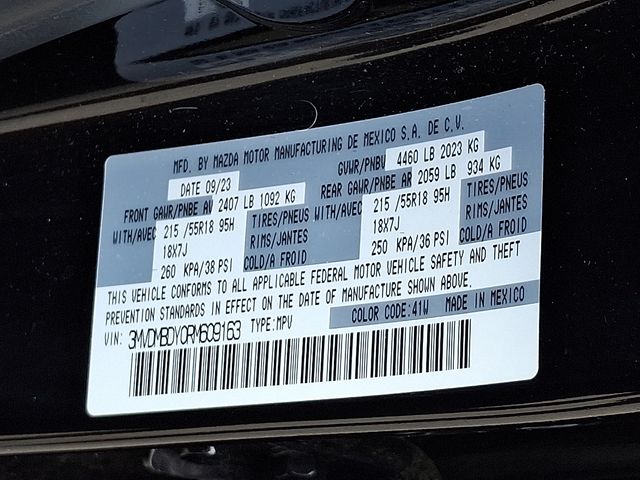 MFD. BY MAZDA MOTOR MANUFACTURING DE MEXICO S.A. DE C.V.
DATE 09/23 GVWR/PNBV 4460 LB 2023 KG
FRONT GAWR/PNBE AV 2407 LB 1092 KG REAR GAWR/PNBE AR 2059 LB 934 KG
WITH/AVEC 215 /55R18 95H TIRES/PNEUS WITH/AVEC 215 /55R18 95H TIRES/PNEUS
18X7J RIMS/JANTES 18X7J RIMS/JANTES
260 KPA/38 PSI COLD/A FROID 250 KPA/36 PSI COLD/A FROID
THIS VEHICLE CONFORMS TO ALL APPLICABLE FEDERAL MOTOR VEHICLE SAFETY AND THEFT
PREVENTION STANDARDS IN EFFECT ON THE DATE OF MANUFACTURE SHOWN ABOVE.
VIN: 3MVDMBDY0RM609163 TYPE:MPV COLOR CODE:41W MADE IN MEXICO